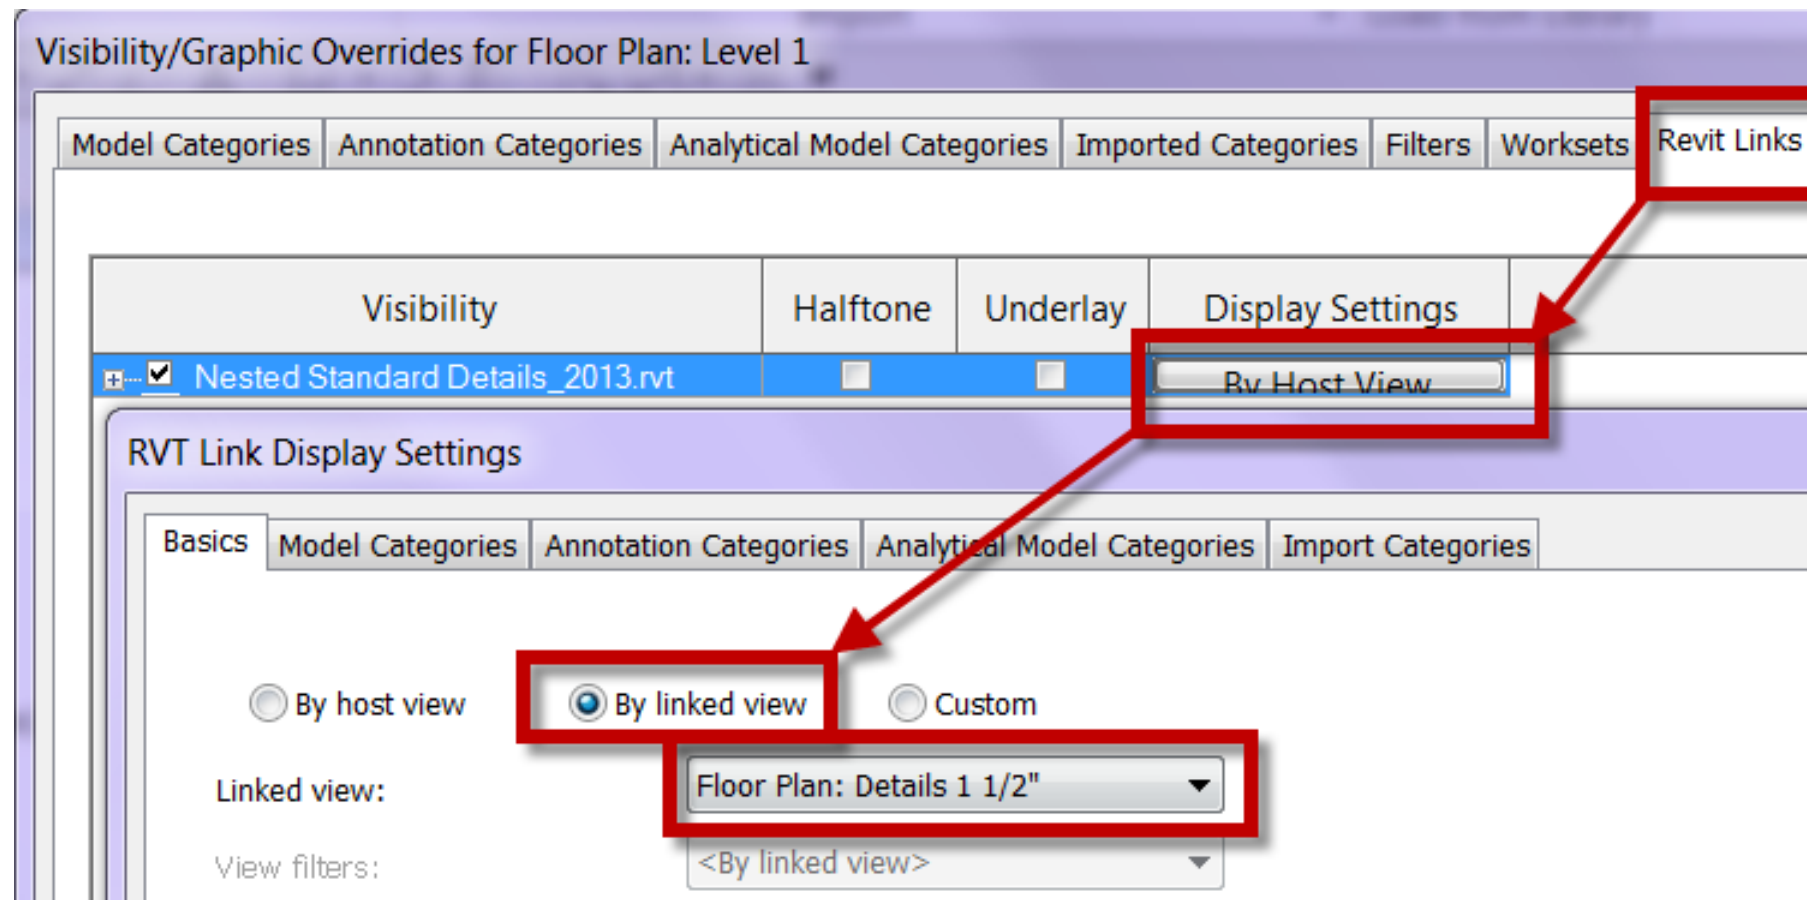 Visibility/Graphic Overrides for Floor Plan: Level 1
Model Categories Annotation Categories Analytical Model Categories Imported Categories Filters Worksets Revit Links
Visibility Halftone Underlay Display Settings
Nested Standard Details_2013.rvt By Host View
RVT Link Display Settings
Basics Model Categories Annotation Categories Analytical Model Categories Import Categories
By host view By linked view Custom
Linked view: Floor Plan: Details 1 1/2"
View filters: <By linked view>